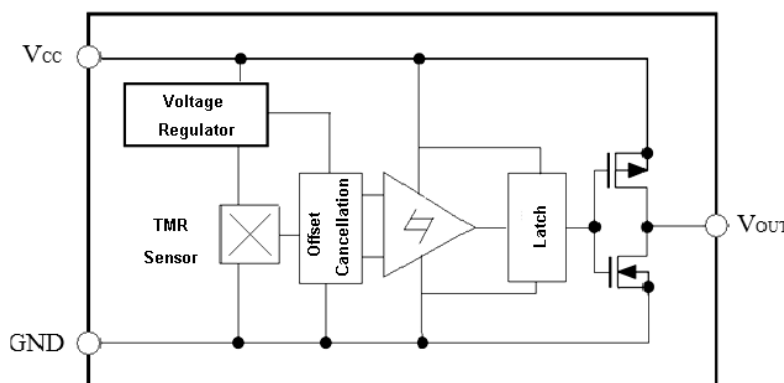 VCC
Voltage
Regulator
TMR
Sensor
Offset
Cancellation
Latch
VOUT
GND